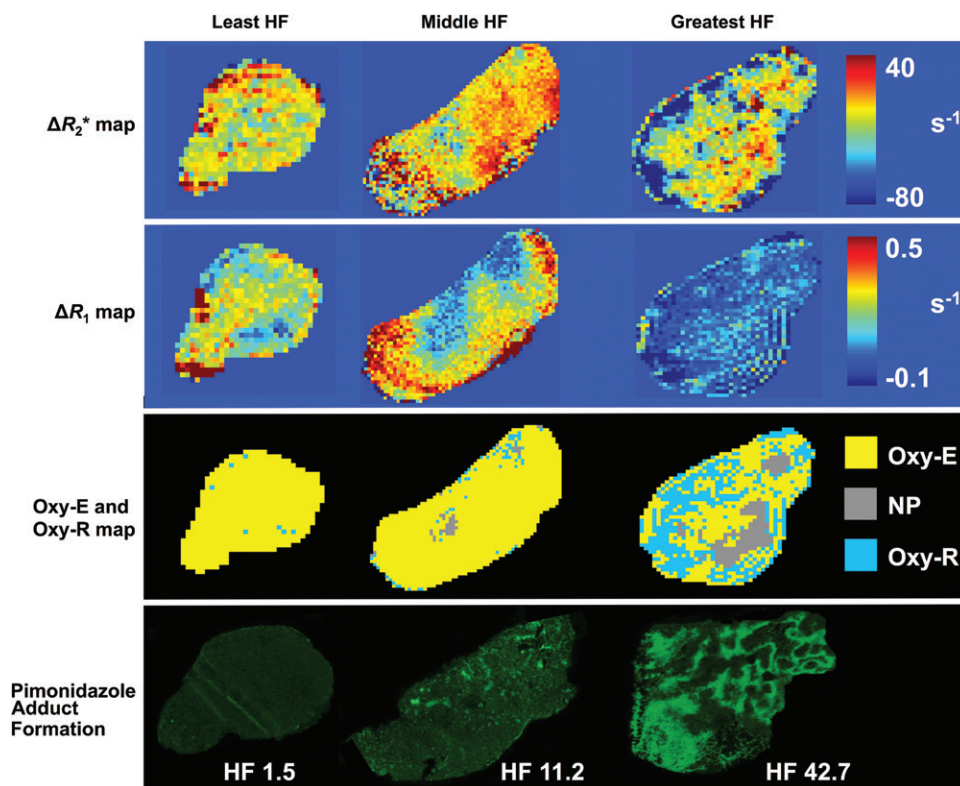 Least HF
Middle HF
Greatest HF
ΔR₂* map
40
s⁻¹
-80
ΔR₁ map
0.5
s⁻¹
-0.1
Oxy-E and
Oxy-R map
Oxy-E
NP
Oxy-R
Pimonidazole
Adduct
Formation
HF 1.5
HF 11.2
HF 42.7